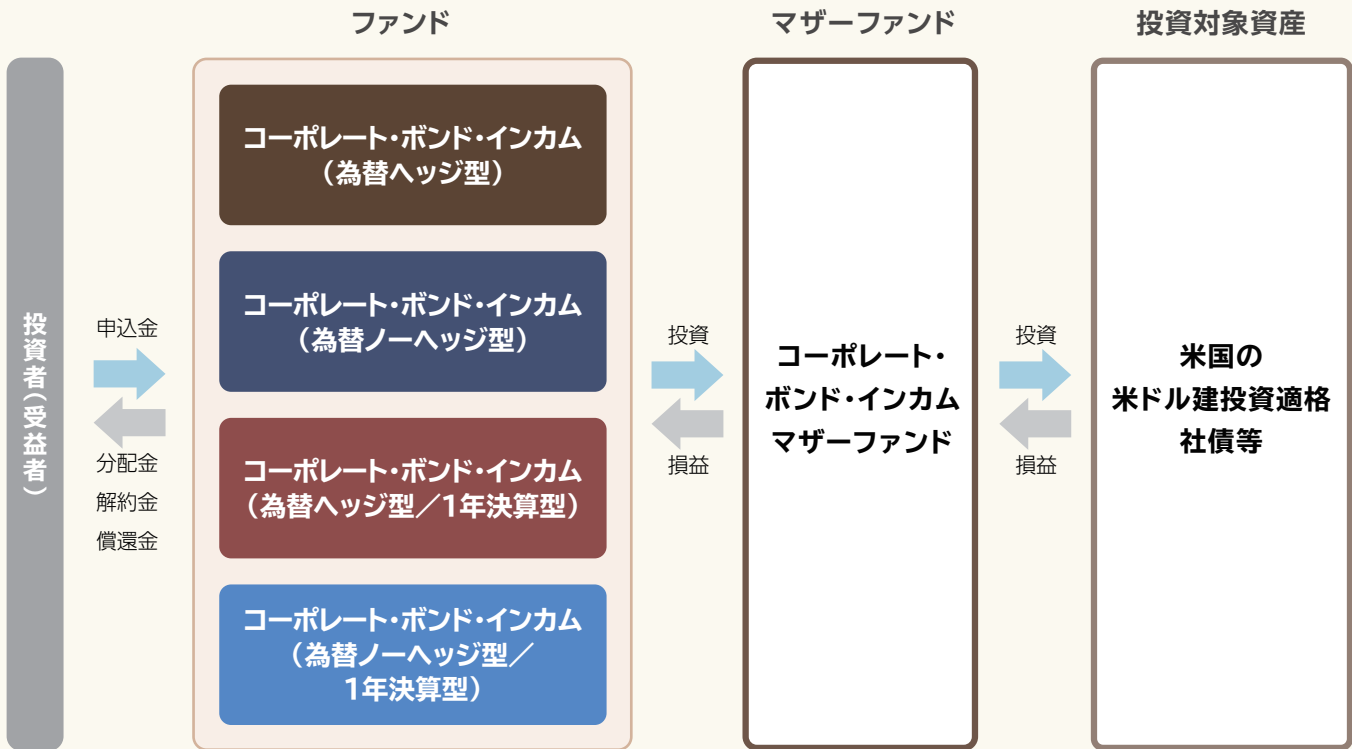 ファンド
マザーファンド
投資対象資産
投資者(受益者)
申込金
分配金
解約金
償還金
コーポレート・ボンド・インカム
(為替ヘッジ型)
コーポレート・ボンド・インカム
(為替ノーヘッジ型)
コーポレート・ボンド・インカム
(為替ヘッジ型/1年決算型)
コーポレート・ボンド・インカム
(為替ノーヘッジ型/
1年決算型)
投資
損益
コーポレート・
ボンド・インカム
マザーファンド
投資
損益
米国の
米ドル建投資適格
社債等